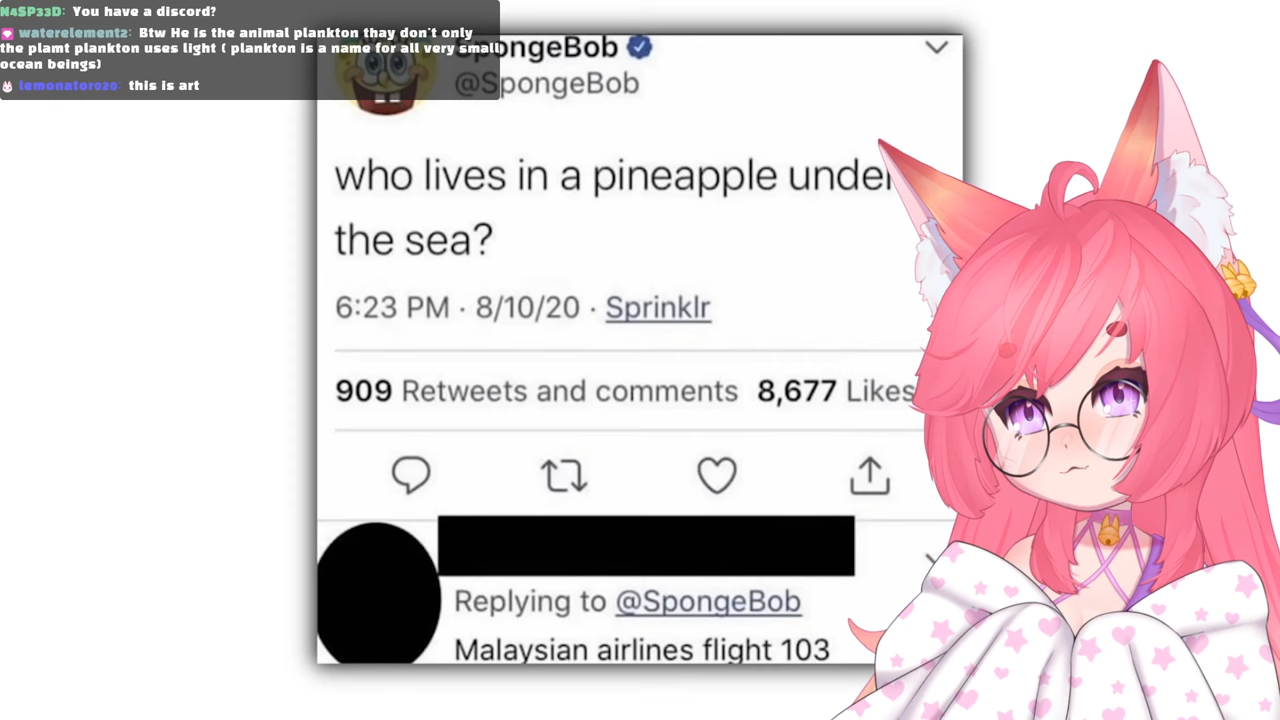 N4SP33D: You have a discord?
waterelement2: Btw He is the animal plankton thay don't only
the plamt plankton uses light ( plankton is a name for all very small
ocean beings)
lemonator020: this is art
SpongeBob
@SpongeBob
who lives in a pineapple under
the sea?
6:23 PM · 8/10/20 · Sprinklr
909 Retweets and comments 8,677 Likes
Replying to @SpongeBob
Malaysian airlines flight 103